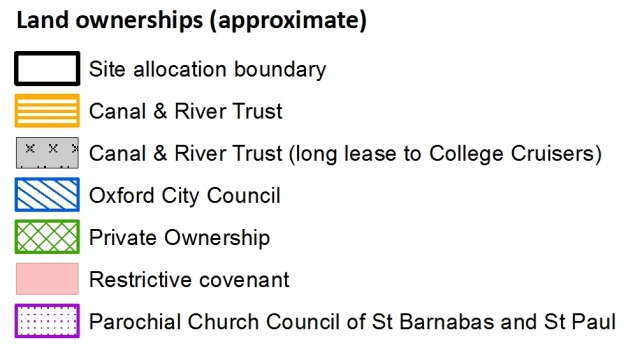 Land ownerships (approximate)
Site allocation boundary
Canal & River Trust
Canal & River Trust (long lease to College Cruisers)
Oxford City Council
Private Ownership
Restrictive covenant
Parochial Church Council of St Barnabas and St Paul